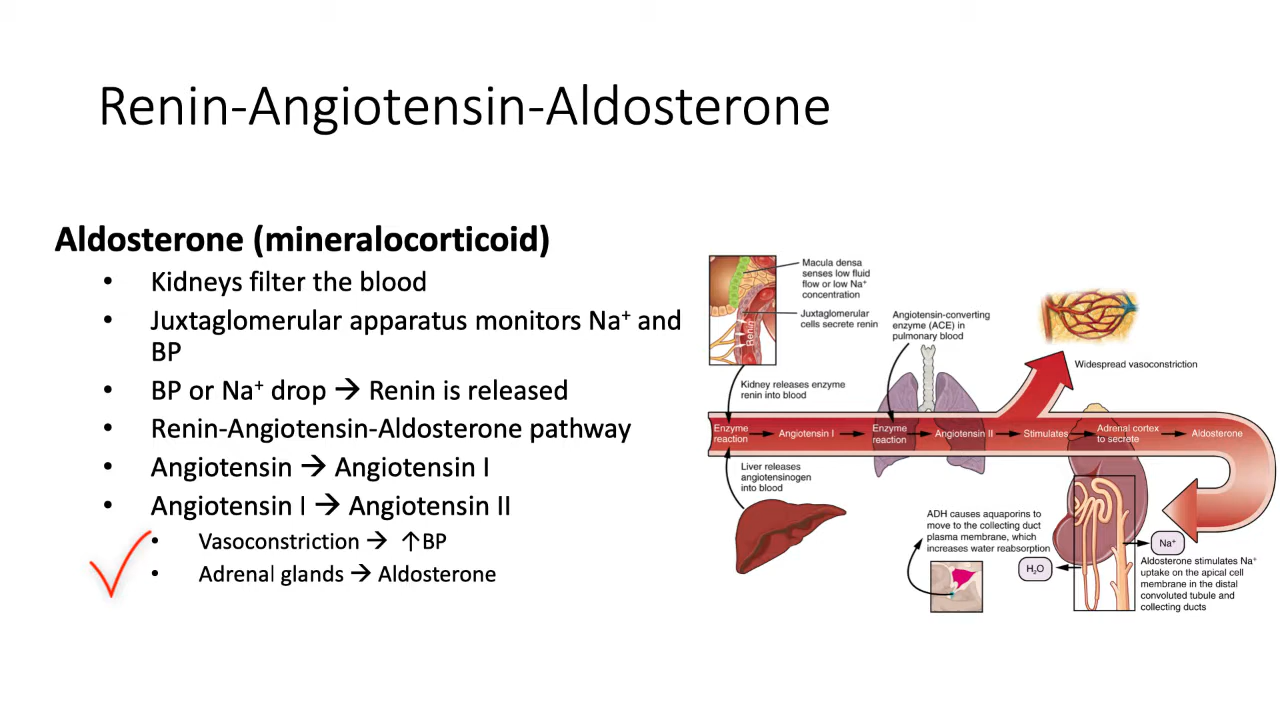 Renin-Angiotensin-Aldosterone
Aldosterone (mineralocorticoid)
• Kidneys filter the blood
• Juxtaglomerular apparatus monitors Na⁺ and
BP
• BP or Na⁺ drop → Renin is released
• Renin-Angiotensin-Aldosterone pathway
• Angiotensin → Angiotensin I
• Angiotensin I → Angiotensin II
• Vasoconstriction → ↑BP
• Adrenal glands → Aldosterone
Macula densa
senses low fluid
flow or low Na⁺
concentration
Juxtaglomerular
cells secrete renin
Renin
Angiotensin-converting
enzyme (ACE) in
pulmonary blood
Widespread vasoconstriction
Kidney releases enzyme
renin into blood
Enzyme
reaction
Angiotensin I
Enzyme
reaction
Angiotensin II
Stimulates
Adrenal cortex
to secrete
Aldosterone
Liver releases
angiotensinogen
into blood
ADH causes aquaporins to
move to the collecting duct
plasma membrane, which
increases water reabsorption
H₂O
Na⁺
Aldosterone stimulates Na⁺
uptake on the apical cell
membrane in the distal
convoluted tubule and
collecting ducts